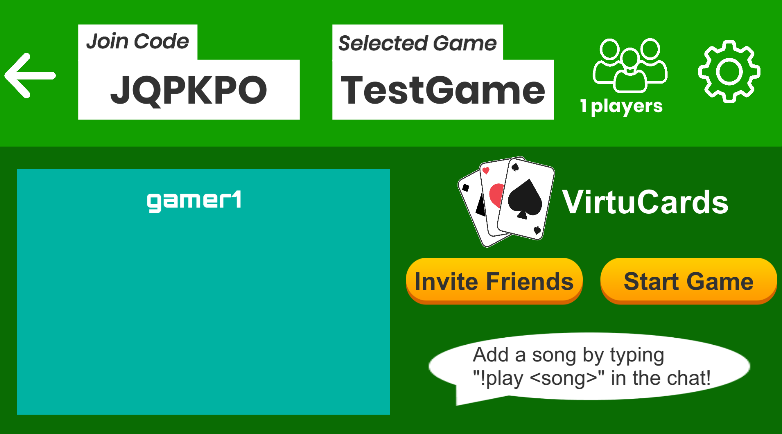 Join Code
JQPKPO
Selected Game
TestGame
1 players
gamer1
VirtuCards
Invite Friends
Start Game
Add a song by typing
"!play <song>" in the chat!